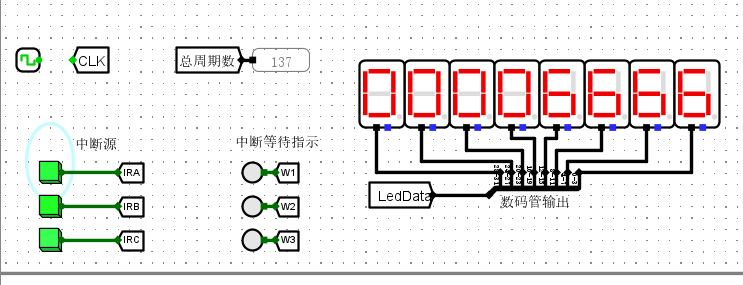 CLK
总周期数
137
00006666
中断源
中断等待指示
IRA
W1
IRB
W2
LedData
数码管输出
IRC
W3